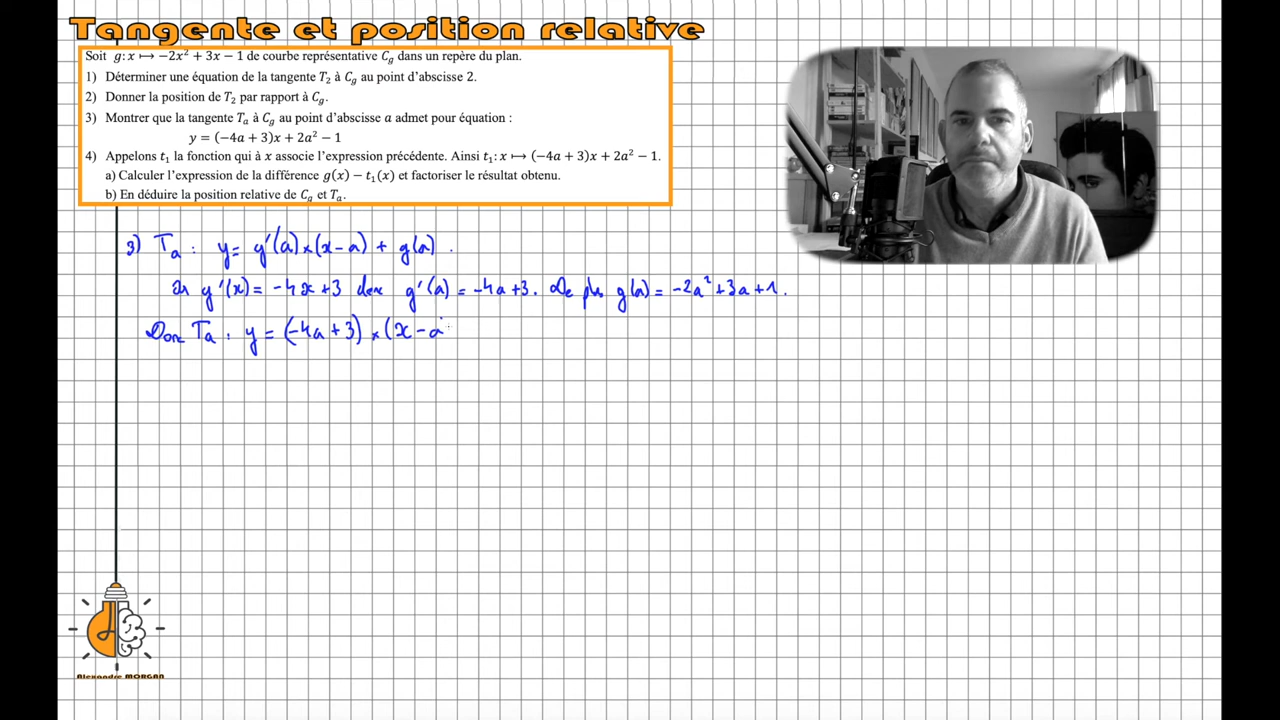 Tangente et position relative
Soit g: x ⟼ −2x² + 3x − 1 de courbe représentative C_g dans un repère du plan.
1) Déterminer une équation de la tangente T₂ à C_g au point d'abscisse 2.
2) Donner la position de T₂ par rapport à C_g.
3) Montrer que la tangente T_a à C_g au point d'abscisse a admet pour équation :
y = (−4a + 3)x + 2a² − 1
4) Appelons t₁ la fonction qui à x associe l'expression précédente. Ainsi t₁: x ⟼ (−4a + 3)x + 2a² − 1.
a) Calculer l'expression de la différence g(x) − t₁(x) et factoriser le résultat obtenu.
b) En déduire la position relative de C_g et T_a.
3) T_a : y = g'(a) × (x − a) + g(a) .
Or g'(x) = −4x + 3 donc g'(a) = −4a + 3. De plus g(a) = −2a² + 3a + 1 .
Donc T_a : y = (−4a + 3) × (x − a
Alexandre MORGAN